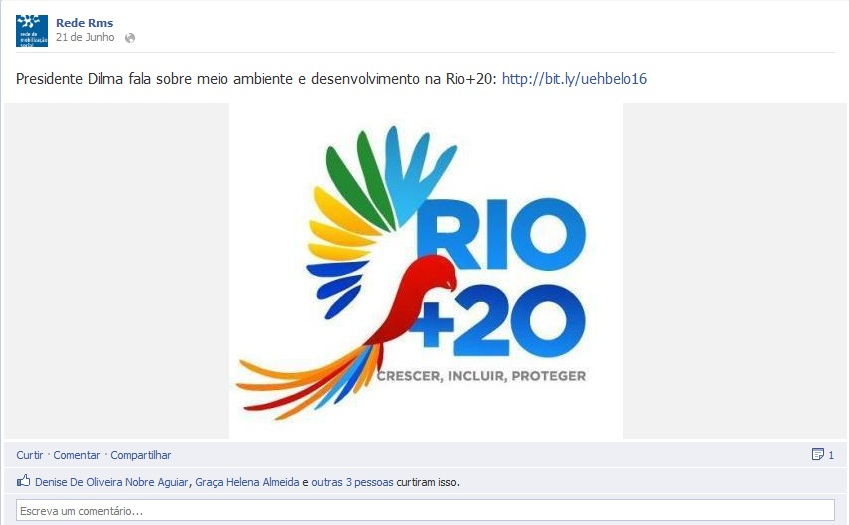 rede de
mobilização
social
Rede Rms
21 de Junho
Presidente Dilma fala sobre meio ambiente e desenvolvimento na Rio+20: http://bit.ly/uehbelo16
RIO
+20
CRESCER, INCLUIR, PROTEGER
Curtir · Comentar · Compartilhar
1
Denise De Oliveira Nobre Aguiar, Graça Helena Almeida e outras 3 pessoas curtiram isso.
Escreva um comentário...